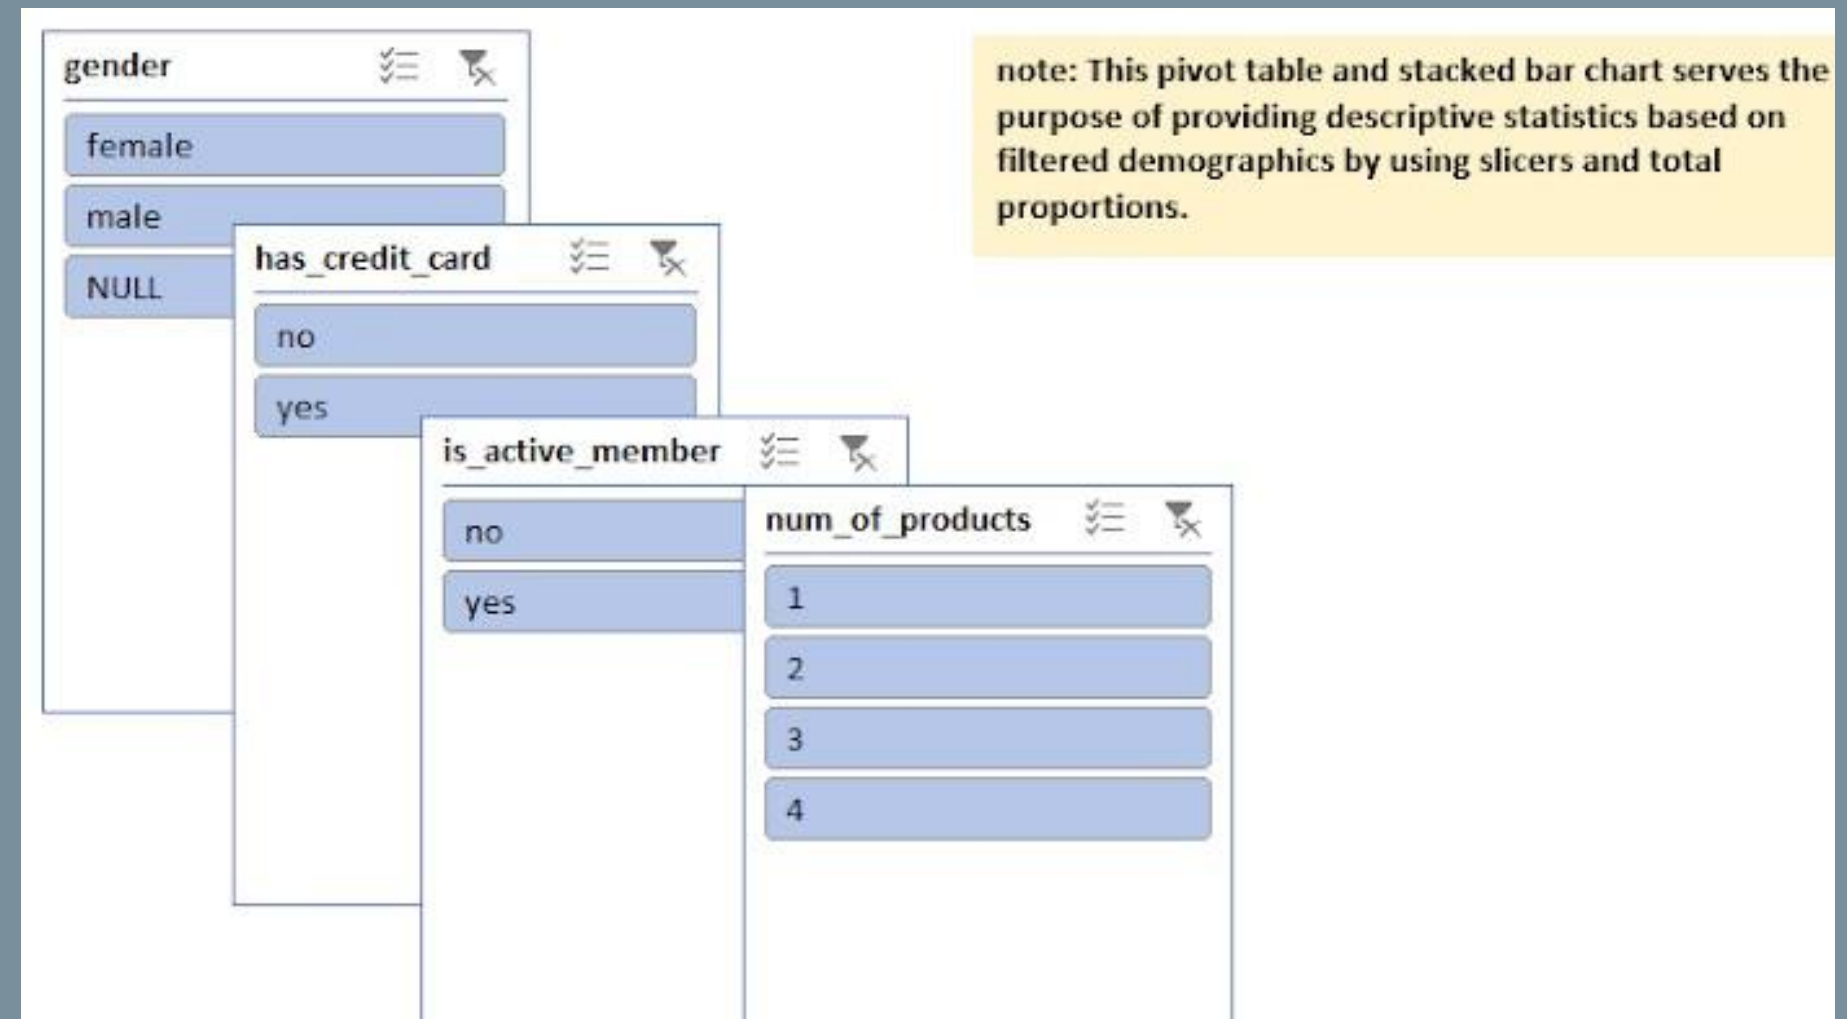 gender
female
male
NULL
has_credit_card
no
yes
is_active_member
no
yes
num_of_products
1
2
3
4
note: This pivot table and stacked bar chart serves the
purpose of providing descriptive statistics based on
filtered demographics by using slicers and total
proportions.